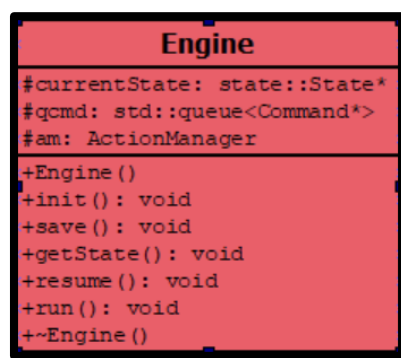 Engine
#currentState: state::State*
#qcmd: std::queue<Command*>
#am: ActionManager
+Engine()
+init(): void
+save(): void
+getState(): void
+resume(): void
+run(): void
+~Engine()